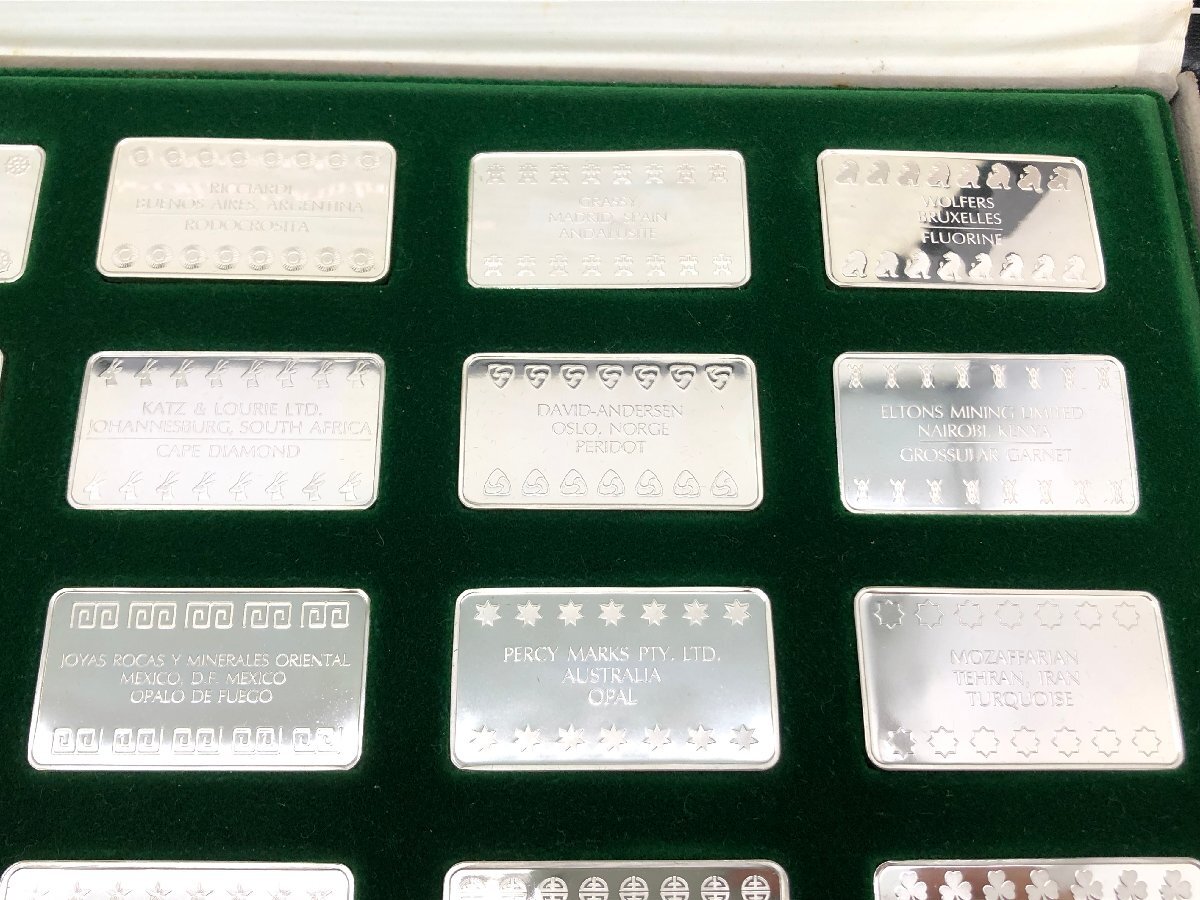 RICCIARDI
BUENOS AIRES, ARGENTINA
RODOCROSITA
GRASSY
MADRID, SPAIN
ANDALUSITE
WOLFERS
BRUXELLES
FLUORINE
KATZ & LOURIE LTD.
JOHANNESBURG, SOUTH AFRICA
CAPE DIAMOND
DAVID-ANDERSEN
OSLO, NORGE
PERIDOT
ELTONS MINING LIMITED
NAIROBI, KENYA
GROSSULAR GARNET
JOYAS ROCAS Y MINERALES ORIENTAL
MEXICO, D.F. MEXICO
OPALO DE FUEGO
PERCY MARKS PTY. LTD.
AUSTRALIA
OPAL
MOZAFFARIAN
TEHRAN, IRAN
TURQUOISE